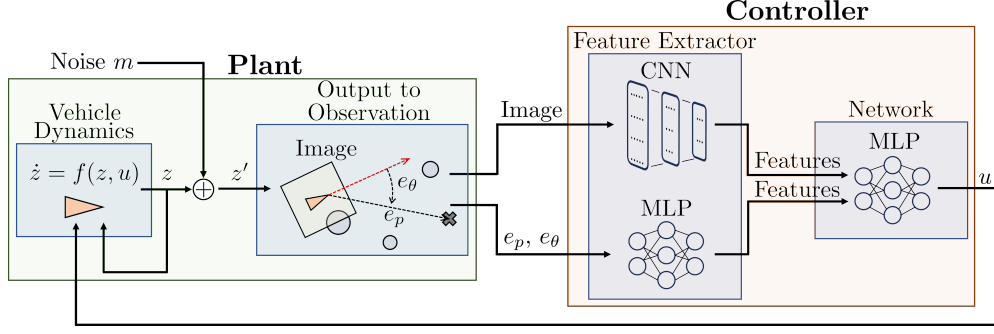 Controller
Feature Extractor
CNN
Noise m
Plant
Output to
Observation
Vehicle
Dynamics
Image
Network
ż = f(z, u)
z
z′
Image
e_θ
e_p
MLP
e_p, e_θ
Features
Features
MLP
u